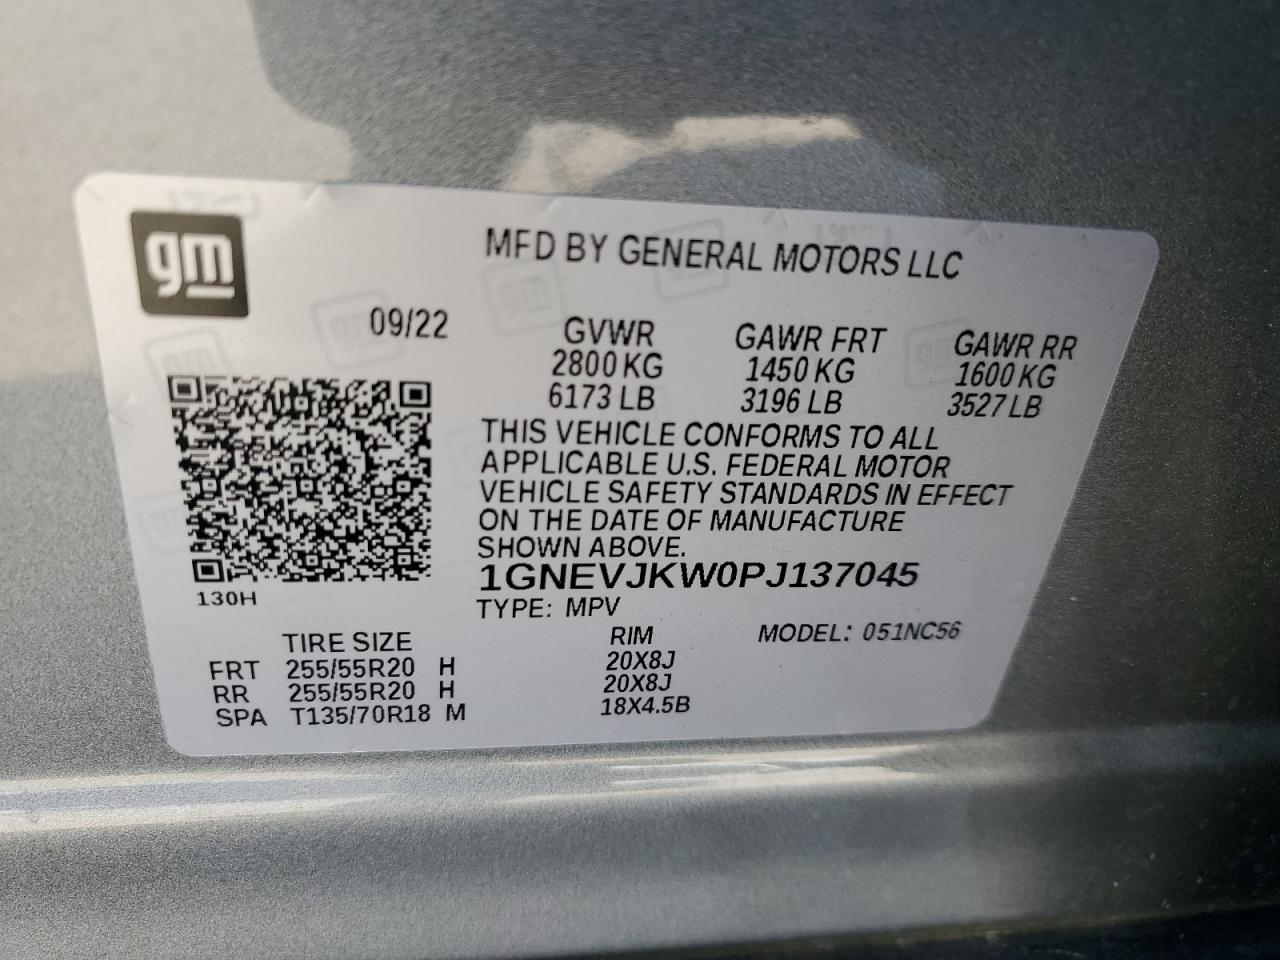 gm
MFD BY GENERAL MOTORS LLC
09/22
GVWR GAWR FRT GAWR RR
2800 KG 1450 KG 1600 KG
6173 LB 3196 LB 3527 LB
THIS VEHICLE CONFORMS TO ALL
APPLICABLE U.S. FEDERAL MOTOR
VEHICLE SAFETY STANDARDS IN EFFECT
ON THE DATE OF MANUFACTURE
SHOWN ABOVE.
1GNEVJKW0PJ137045
130H
TYPE: MPV
TIRE SIZE RIM MODEL: 051NC56
FRT 255/55R20 H 20X8J
RR 255/55R20 H 20X8J
SPA T135/70R18 M 18X4.5B